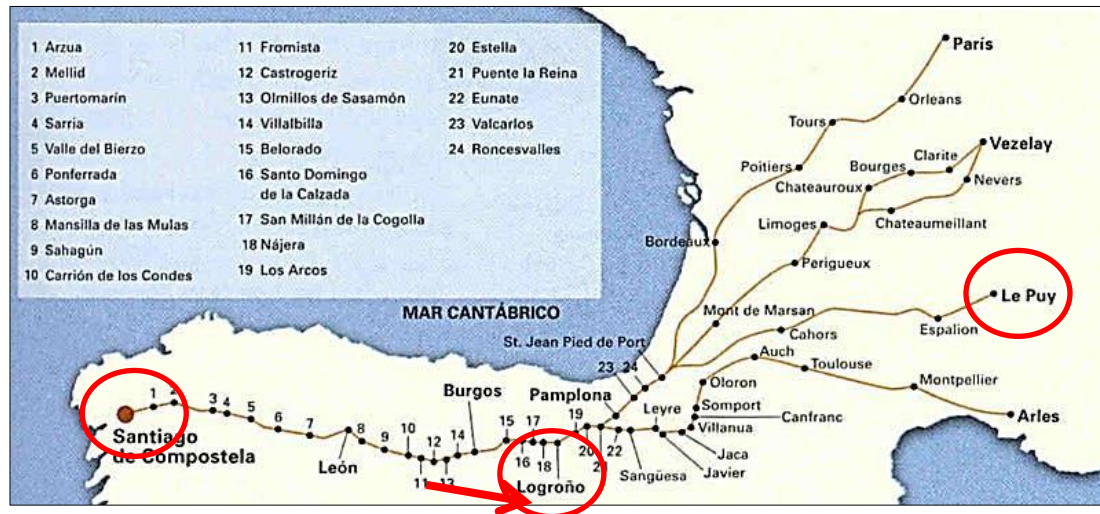 1 Arzua
2 Mellid
3 Puertomarín
4 Sarria
5 Valle del Bierzo
6 Ponferrada
7 Astorga
8 Mansilla de las Mulas
9 Sahagún
10 Carrión de los Condes
11 Fromista
12 Castrogeriz
13 Olmillos de Sasamón
14 Villalbilla
15 Belorado
16 Santo Domingo
de la Calzada
17 San Millán de la Cogolla
18 Nájera
19 Los Arcos
20 Estella
21 Puente la Reina
22 Eunate
23 Valcarlos
24 Roncesvalles
París
Orleans
Tours
Vezelay
Clarite
Bourges
Poitiers
Nevers
Chateauroux
Chateaumeillant
Limoges
Bordeaux
Perigueux
Le Puy
MAR CANTÁBRICO
Mont de Marsan
Espalion
Cahors
St. Jean Pied de Port
Auch
Toulouse
23
24
Oloron
Montpellier
Burgos
Pamplona
Leyre
Somport
Canfranc
Arles
1
2
3
4
5
6
7
8
9
10
12
14
15
17
19
Villanua
Santiago
de Compostela
León
11
13
16
18
20
21
22
Jaca
Sangüesa
Javier
Logroño